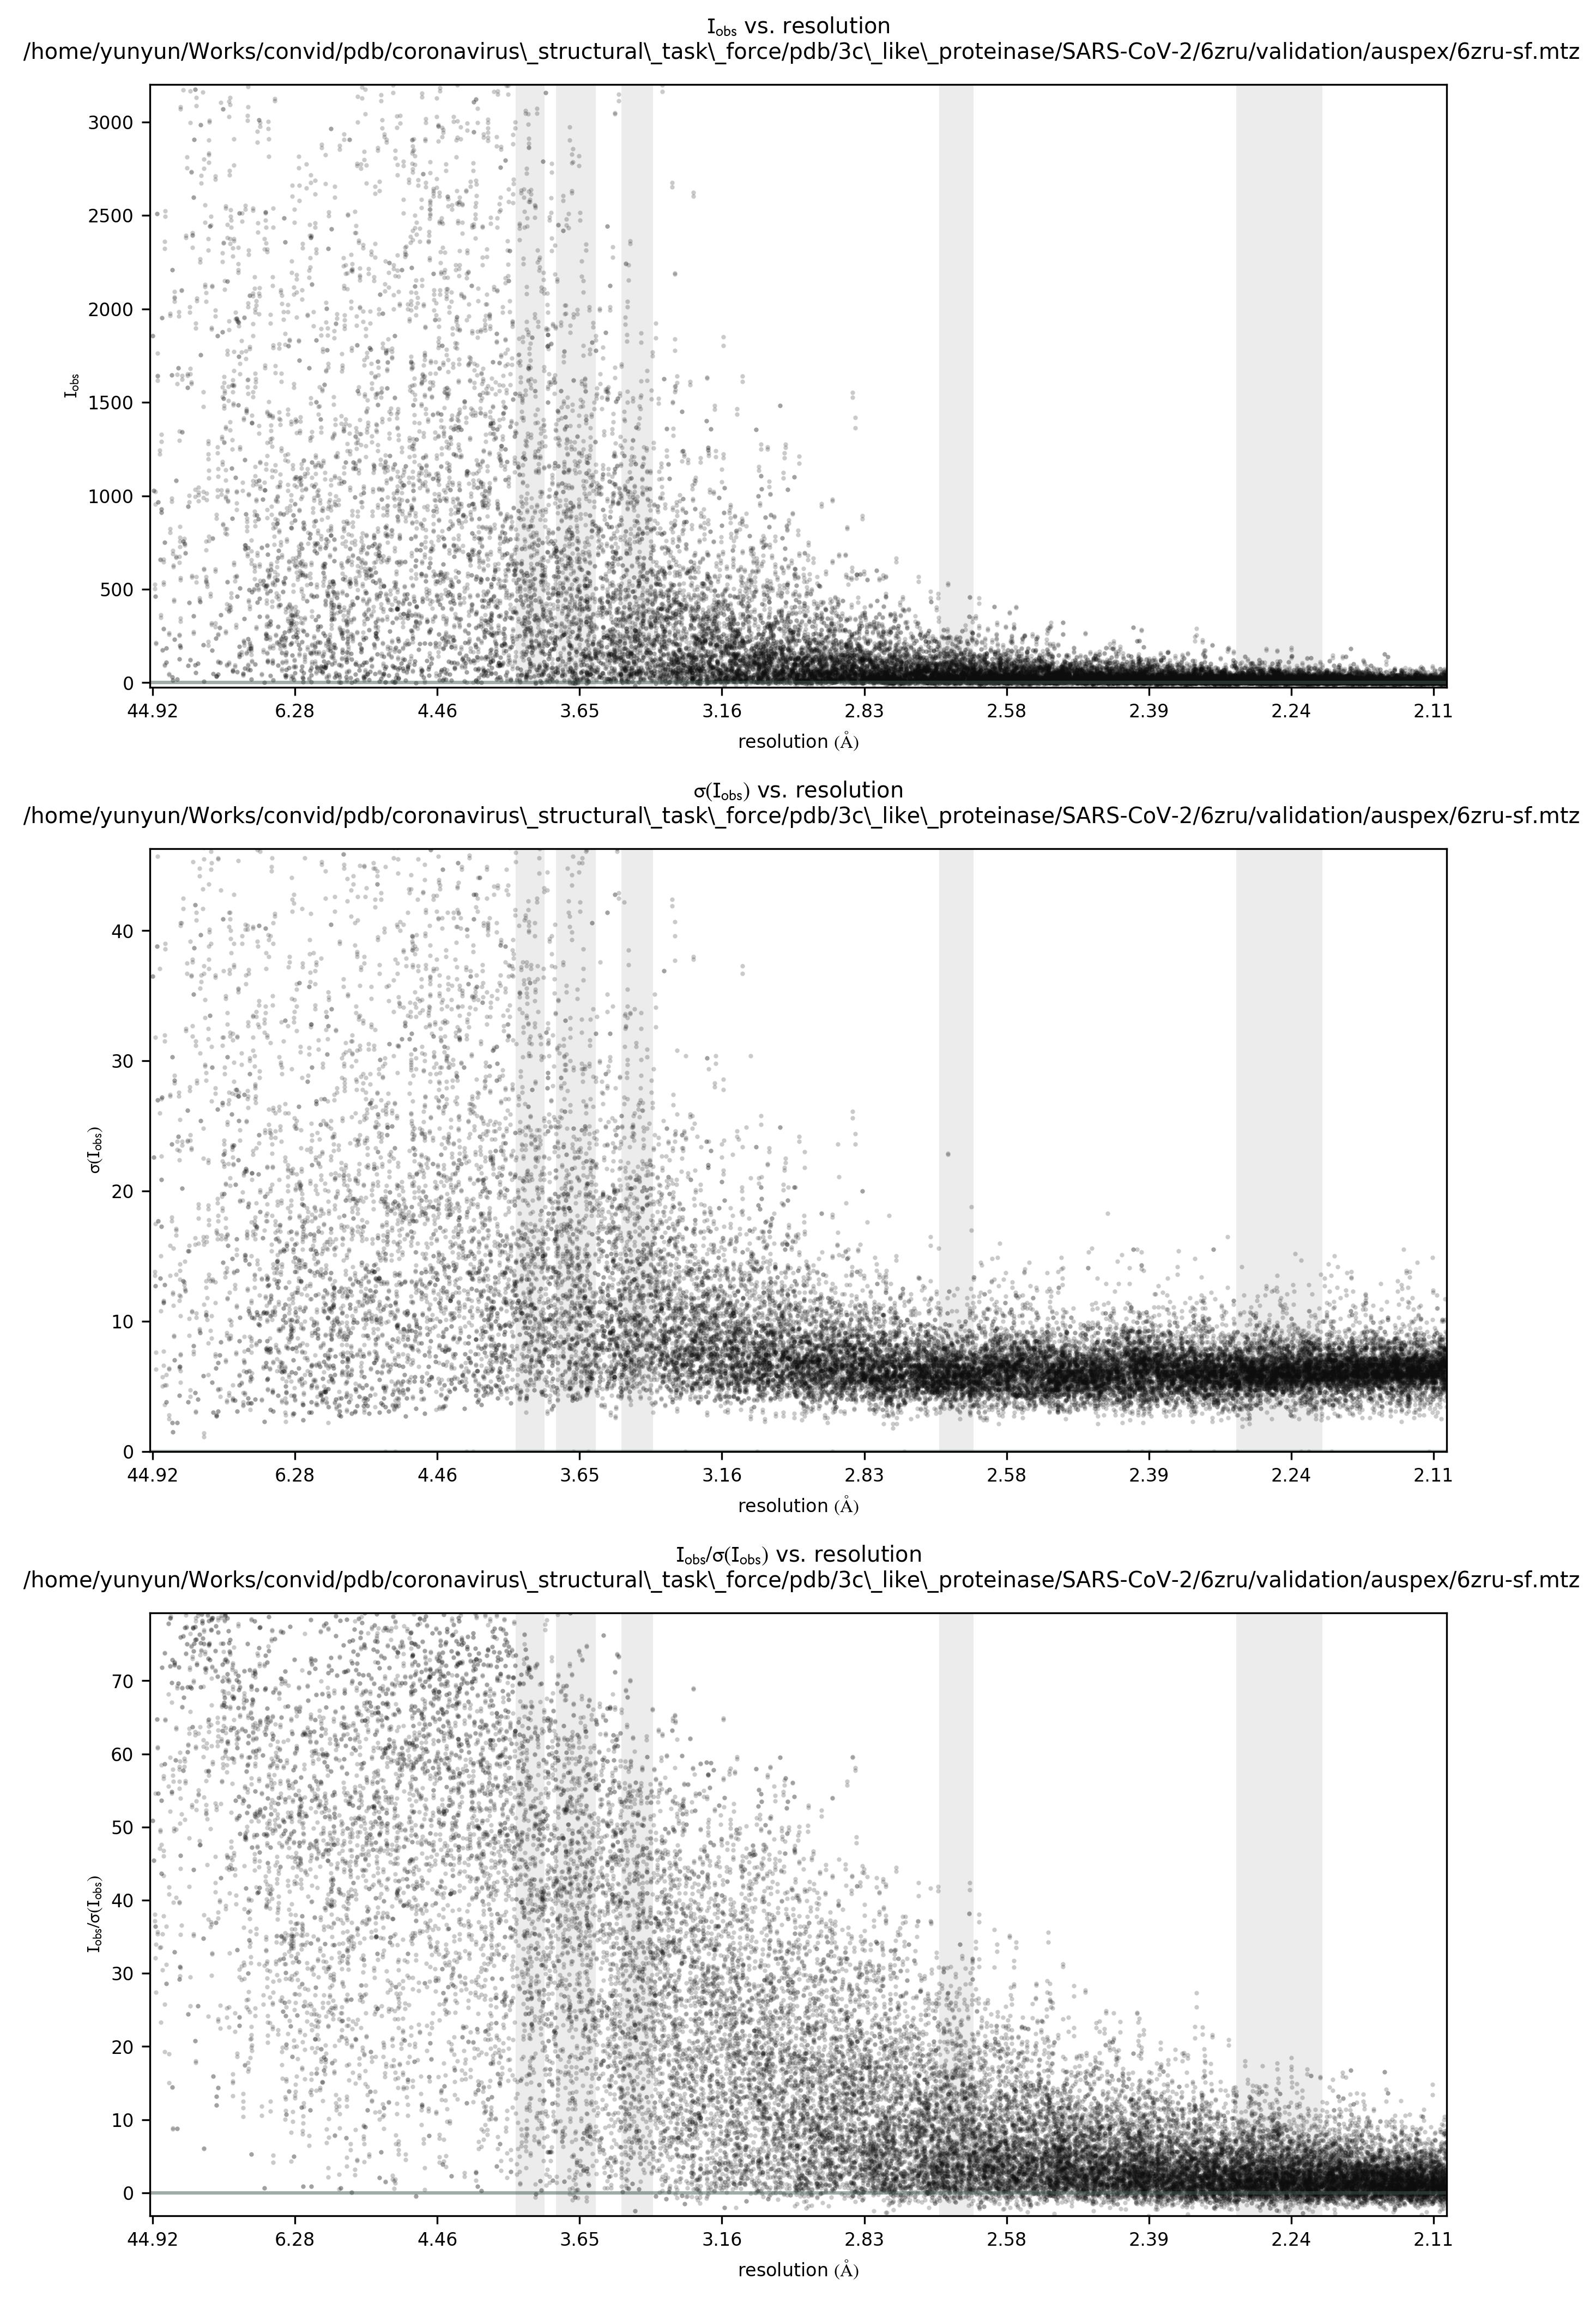 I_obs vs. resolution
/home/yunyun/Works/convid/pdb/coronavirus\_structural\_task\_force/pdb/3c\_like\_proteinase/SARS-CoV-2/6zru/validation/auspex/6zru-sf.mtz
3000
2500
2000
1500
1000
500
0
I_obs
44.92 6.28 4.46 3.65 3.16 2.83 2.58 2.39 2.24 2.11
resolution (Å)
σ(I_obs) vs. resolution
/home/yunyun/Works/convid/pdb/coronavirus\_structural\_task\_force/pdb/3c\_like\_proteinase/SARS-CoV-2/6zru/validation/auspex/6zru-sf.mtz
40
30
20
10
0
σ(I_obs)
44.92 6.28 4.46 3.65 3.16 2.83 2.58 2.39 2.24 2.11
resolution (Å)
I_obs/σ(I_obs) vs. resolution
/home/yunyun/Works/convid/pdb/coronavirus\_structural\_task\_force/pdb/3c\_like\_proteinase/SARS-CoV-2/6zru/validation/auspex/6zru-sf.mtz
70
60
50
40
30
20
10
0
I_obs/σ(I_obs)
44.92 6.28 4.46 3.65 3.16 2.83 2.58 2.39 2.24 2.11
resolution (Å)